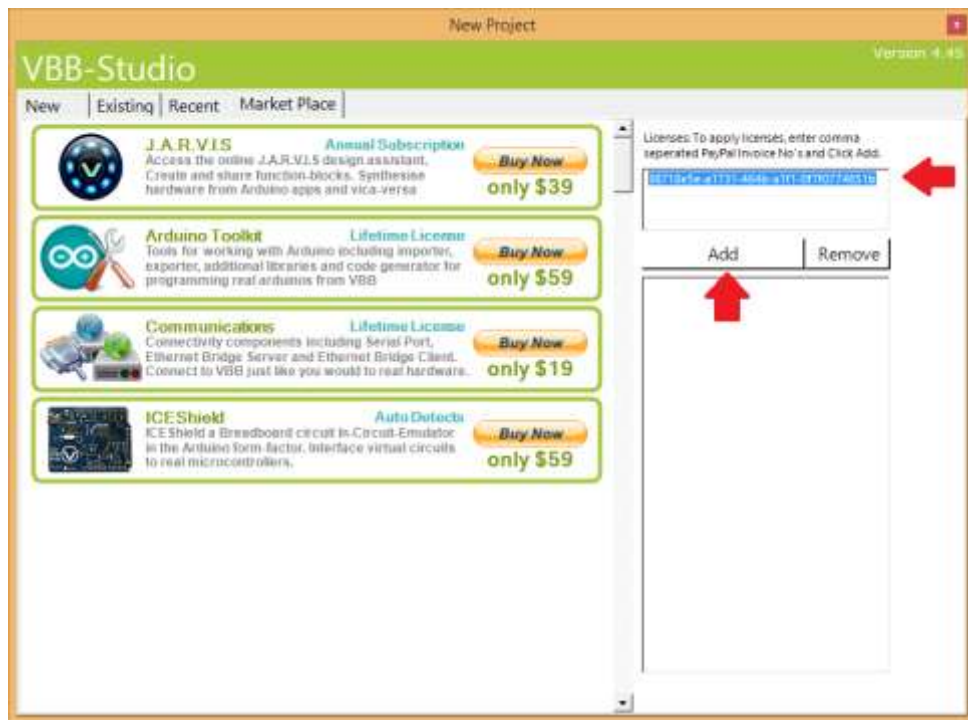 New Project
VBB-Studio
Version 4.45
New
Existing
Recent
Market Place
J.A.R.V.I.S
Annual Subscription
Access the online J.A.R.V.I.S design assistant.
Create and share function-blocks. Synthesise
hardware from Arduino apps and vica-versa
Buy Now
only $39
Arduino Toolkit
Lifetime License
Tools for working with Arduino including importer,
exporter, additional libraries and code generator for
programming real arduinos from VBB
Buy Now
only $59
Communications
Lifetime License
Connectivity components including Serial Port,
Ethernet Bridge Server and Ethernet Bridge Client.
Connect to VBB just like you would to real hardware.
Buy Now
only $19
ICEShield
Auto Detects
ICEShield a Breedboard circuit In-Circuit-Emulator
in the Arduino form-factor. Interface virtual circuits
to real microcontrollers.
Buy Now
only $59
Licenses: To apply licenses, enter comma
seperated PayPal Invoice No's and Click Add.
Add
Remove